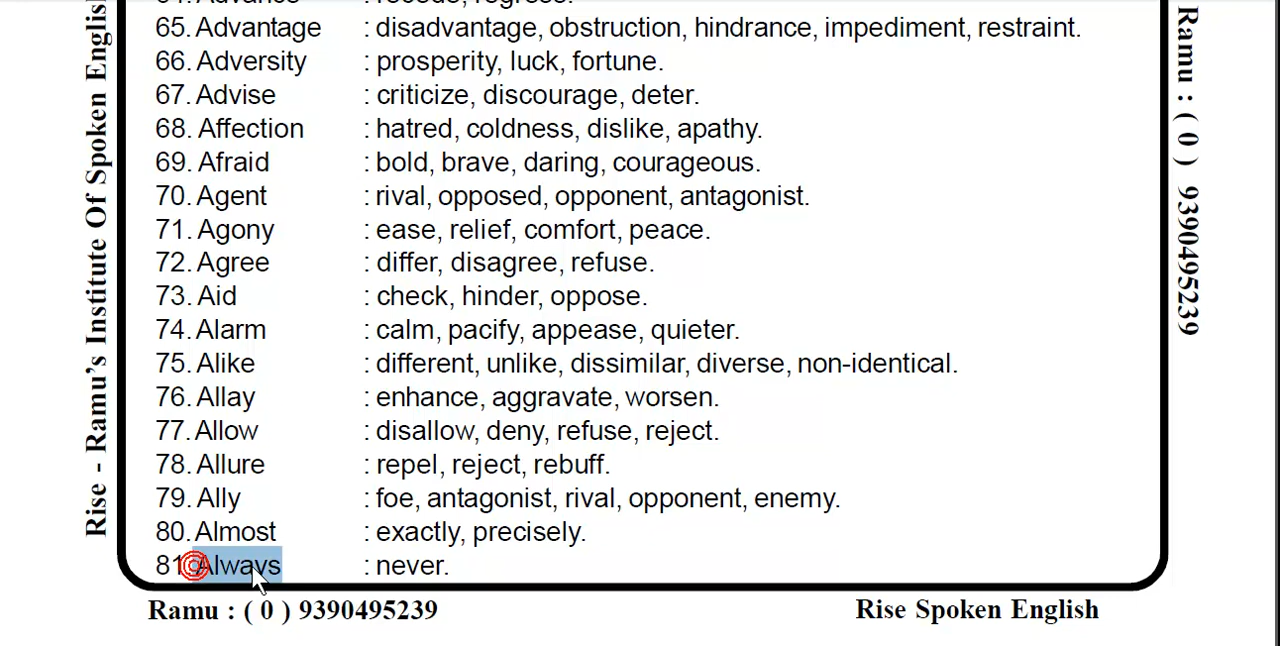 65. Advantage : disadvantage, obstruction, hindrance, impediment, restraint.
66. Adversity : prosperity, luck, fortune.
67. Advise : criticize, discourage, deter.
68. Affection : hatred, coldness, dislike, apathy.
69. Afraid : bold, brave, daring, courageous.
70. Agent : rival, opposed, opponent, antagonist.
71. Agony : ease, relief, comfort, peace.
72. Agree : differ, disagree, refuse.
73. Aid : check, hinder, oppose.
74. Alarm : calm, pacify, appease, quieter.
75. Alike : different, unlike, dissimilar, diverse, non-identical.
76. Allay : enhance, aggravate, worsen.
77. Allow : disallow, deny, refuse, reject.
78. Allure : repel, reject, rebuff.
79. Ally : foe, antagonist, rival, opponent, enemy.
80. Almost : exactly, precisely.
81. Always : never.
Ramu : ( 0 ) 9390495239 Rise Spoken English
Rise - Ramu's Institute Of Spoken English
Ramu : ( 0 ) 9390495239